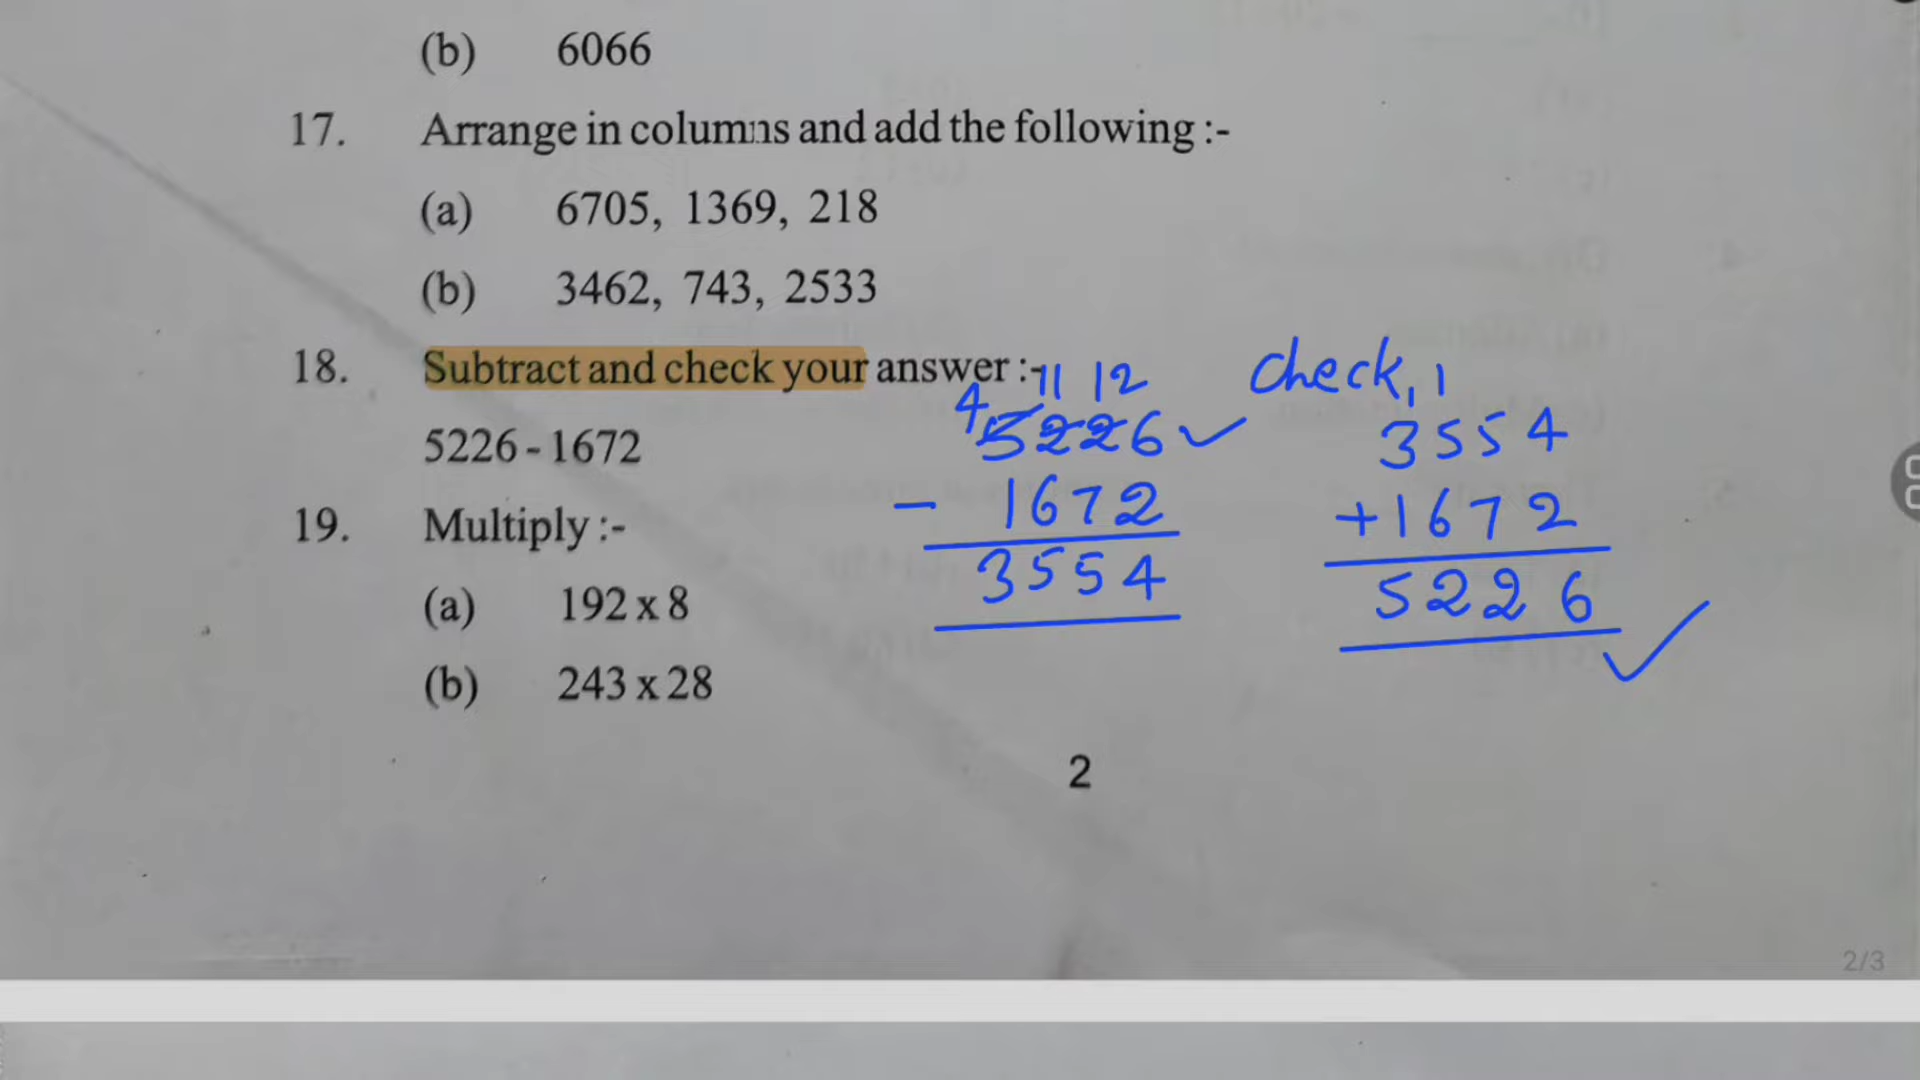 (b) 6066
17. Arrange in columns and add the following :-
(a) 6705, 1369, 218
(b) 3462, 743, 2533
18. Subtract and check your answer :-
5226 - 1672
19. Multiply :-
(a) 192 x 8
(b) 243 x 28
11 12
4
5226
- 1672
3554
check
1 1
3554
+1672
5226
2
2/3